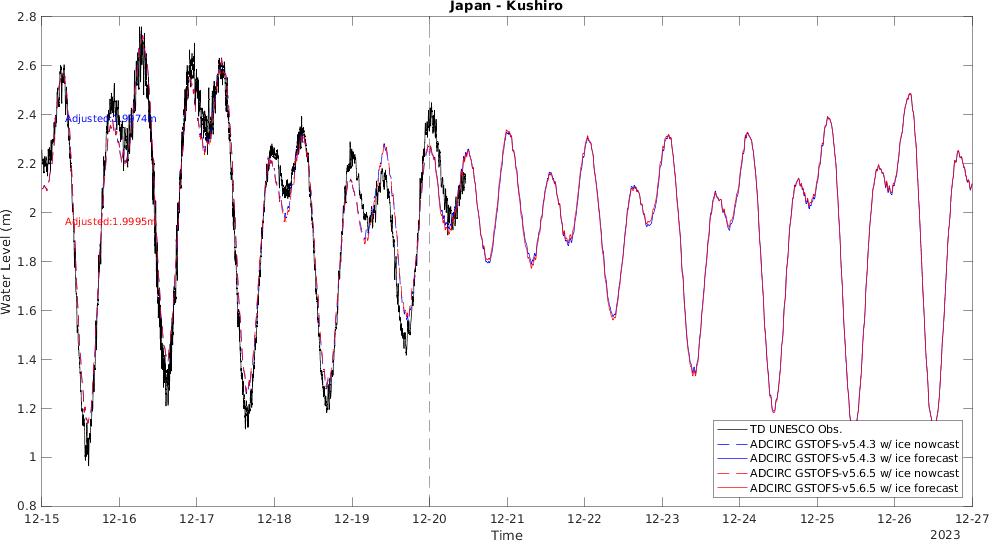 Japan - Kushiro
2.8
2.6
2.4
2.2
2
1.8
1.6
1.4
1.2
1
0.8
Water Level (m)
Adjusted:1.9995m
TD UNESCO Obs.
ADCIRC GSTOFS-v5.4.3 w/ ice nowcast
ADCIRC GSTOFS-v5.4.3 w/ ice forecast
ADCIRC GSTOFS-v5.6.5 w/ ice nowcast
ADCIRC GSTOFS-v5.6.5 w/ ice forecast
12-15 12-16 12-17 12-18 12-19 12-20 12-21 12-22 12-23 12-24 12-25 12-26 12-27
Time
2023